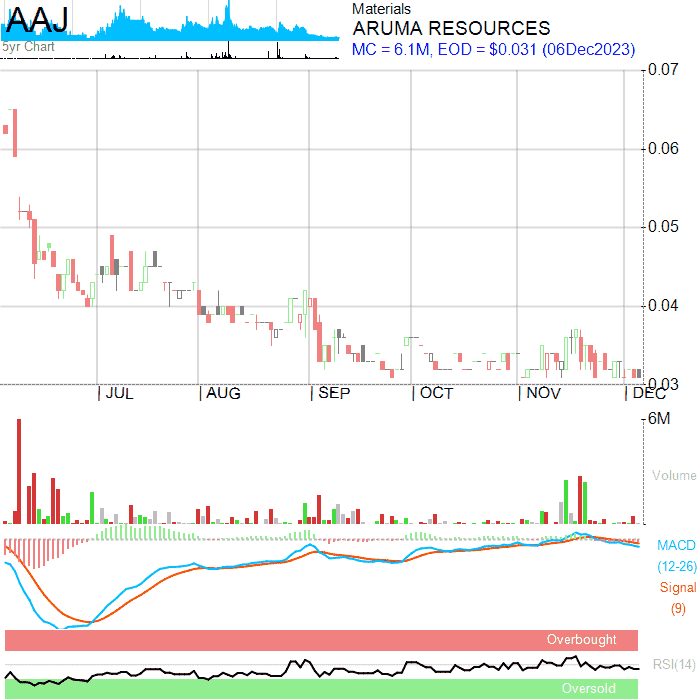 AAJ
5yr Chart
Materials
ARUMA RESOURCES
MC = 6.1M, EOD = $0.031 (06Dec2023)
0.07
0.06
0.05
0.04
0.03
JUL AUG SEP OCT NOV DEC
6M
Volume
MACD
(12-26)
Signal
(9)
Overbought
RSI(14)
Oversold